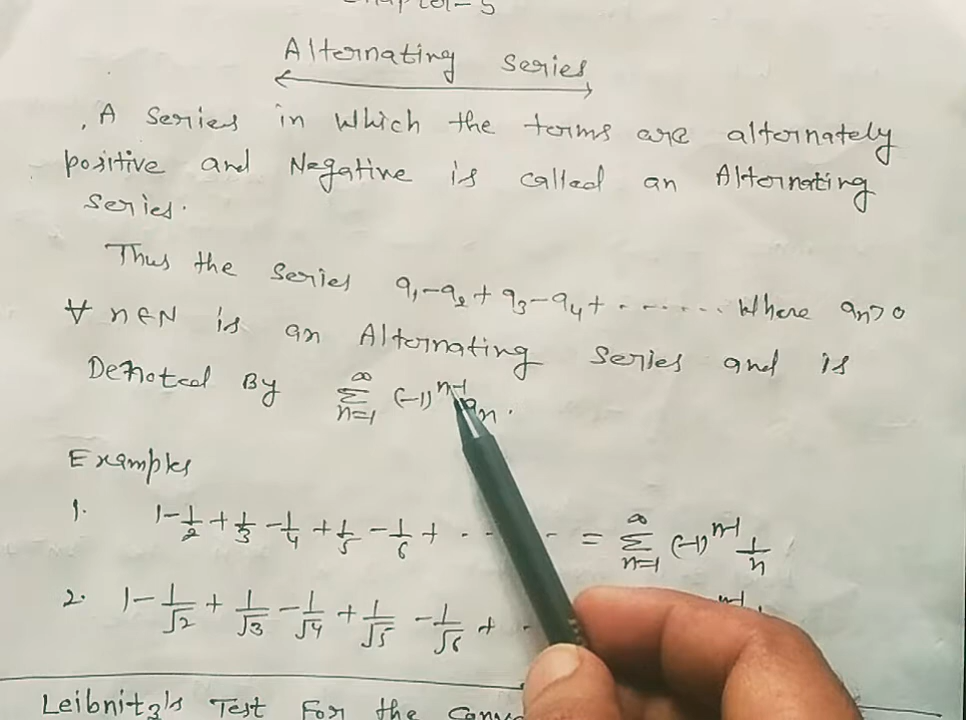 Chapter-5
Alternating Series
A Series in Which the terms are alternately
positive and Negative is called an Alternating
Series.
Thus the Series a₁-a₂+a₃-a₄+....... Where aₙ>0
∀ n∈N is an Alternating Series and is
Denoted By ∑_{n=1}^{∞} (-1)^{n-1} aₙ.
Examples
1. 1-1/2+1/3-1/4+1/5-1/6+..... = ∑_{n=1}^{∞} (-1)^{n-1} 1/n
2. 1-1/√2+1/√3-1/√4+1/√5-1/√6+.. n-1
Leibnitz's Test For the